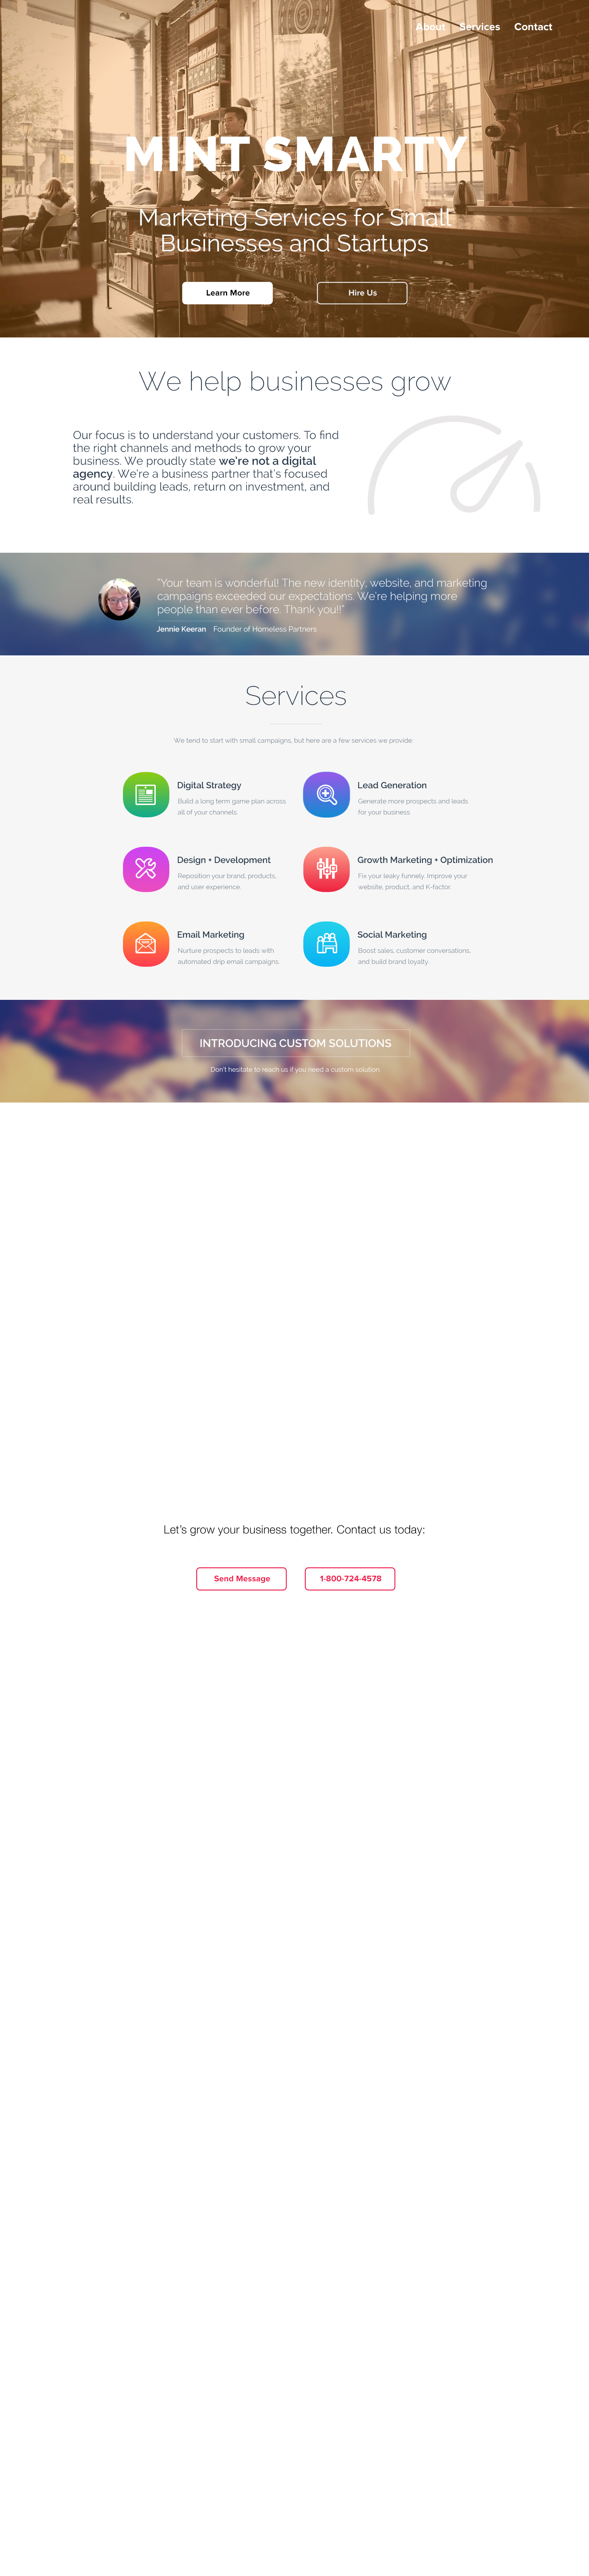 About Services Contact
MINT SMARTY
Marketing Services for Small
Businesses and Startups
Learn More
Hire Us
We help businesses grow
Our focus is to understand your customers. To find
the right channels and methods to grow your
business. We proudly state we're not a digital
agency. We're a business partner that's focused
around building leads, return on investment, and
real results.
"Your team is wonderful! The new identity, website, and marketing
campaigns exceeded our expectations. We're helping more
people than ever before. Thank you!!"
Jennie Keeran Founder of Homeless Partners
Services
We tend to start with small campaigns, but here are a few services we provide:
Digital Strategy
Build a long term game plan across
all of your channels.
Lead Generation
Generate more prospects and leads
for your business
Design + Development
Reposition your brand, products,
and user experience.
Growth Marketing + Optimization
Fix your leaky funnely. Improve your
website, product, and K-factor.
Email Marketing
Nurture prospects to leads with
automated drip email campaigns.
Social Marketing
Boost sales, customer conversations,
and build brand loyalty.
INTRODUCING CUSTOM SOLUTIONS
Don't hesitate to reach us if you need a custom solution
Let's grow your business together. Contact us today:
Send Message
1-800-724-4578